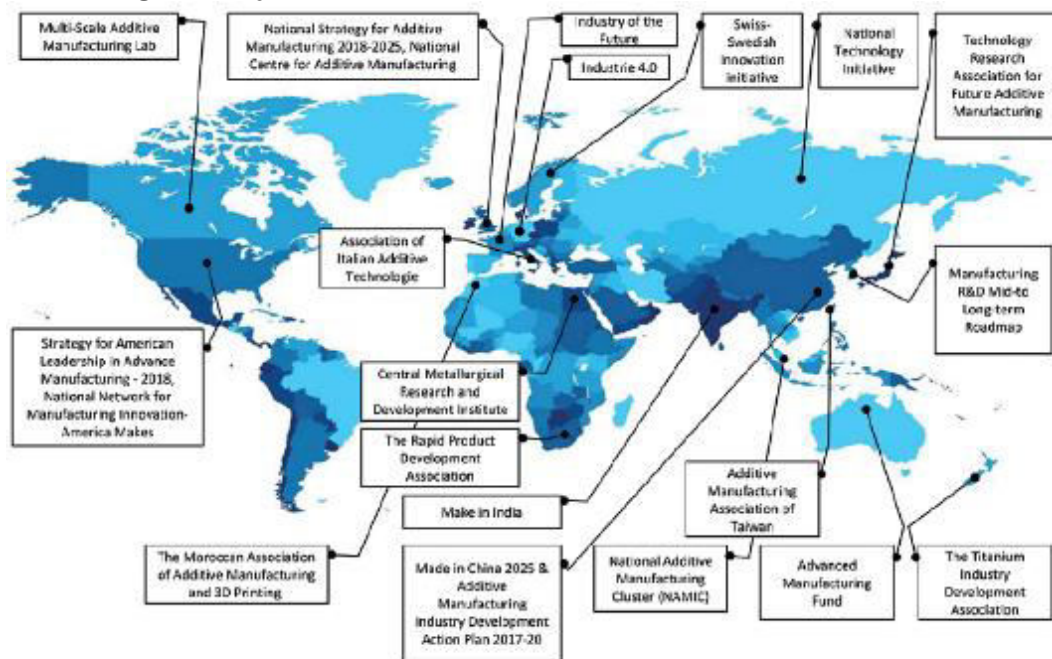 Multi-Scale Additive
Manufacturing Lab
National Strategy for Additive
Manufacturing 2018-2025, National
Centre for Additive Manufacturing
Industry of the
Future
Industrie 4.0
Swiss-
Swedish
Innovation
initiative
National
Technology
Initiative
Technology
Research
Association for
Future Additive
Manufacturing
Association of
Italian Additive
Technologie
Manufacturing
R&D Mid-to
Long-term
Roadmap
Strategy for American
Leadership in Advance
Manufacturing - 2018,
National Network for
Manufacturing Innovation-
America Makes
Central Metallurgical
Research and
Development Institute
The Rapid Product
Development
Association
Make in India
Additive
Manufacturing
Association of
Taiwan
The Moroccan Association
of Additive Manufacturing
and 3D Printing
Made in China 2025 &
Additive
Manufacturing
Industry Development
Action Plan 2017-20
National Additive
Manufacturing
Cluster (NAMIC)
Advanced
Manufacturing
Fund
The Titanium
Industry
Development
Association